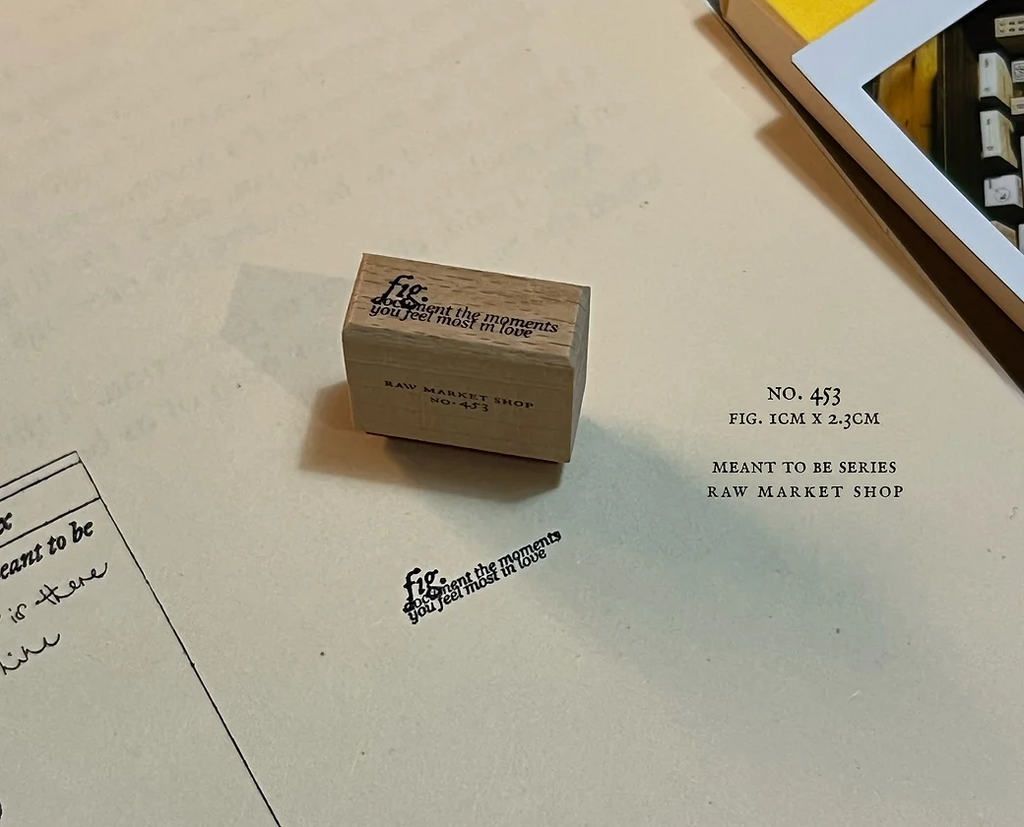 fig.
document the moments
you feel most in love
RAW MARKET SHOP
NO. 453
NO. 453
FIG. 1CM X 2.3CM
MEANT TO BE SERIES
RAW MARKET SHOP
fig.
document the moments
you feel most in love
to be
is there